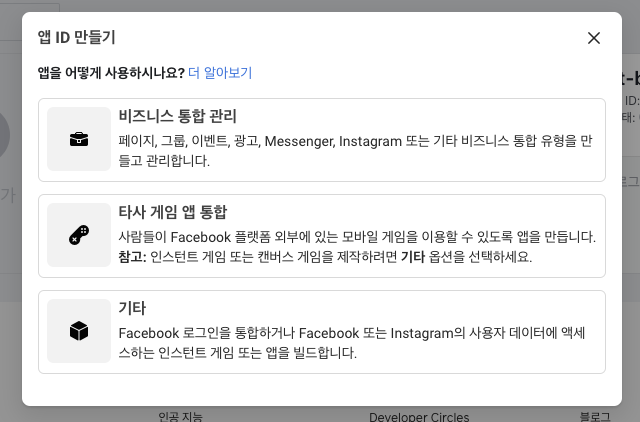 앱 ID 만들기
앱을 어떻게 사용하시나요? 더 알아보기
비즈니스 통합 관리
페이지, 그룹, 이벤트, 광고, Messenger, Instagram 또는 기타 비즈니스 통합 유형을 만
들고 관리합니다.
타사 게임 앱 통합
사람들이 Facebook 플랫폼 외부에 있는 모바일 게임을 이용할 수 있도록 앱을 만듭니다.
참고: 인스턴트 게임 또는 캔버스 게임을 제작하려면 기타 옵션을 선택하세요.
기타
Facebook 로그인을 통합하거나 Facebook 또는 Instagram의 사용자 데이터에 액세
스하는 인스턴트 게임 또는 앱을 빌드합니다.
t-b
ID:
태:
가
로그
인공 지능
Developer Circles
블로그